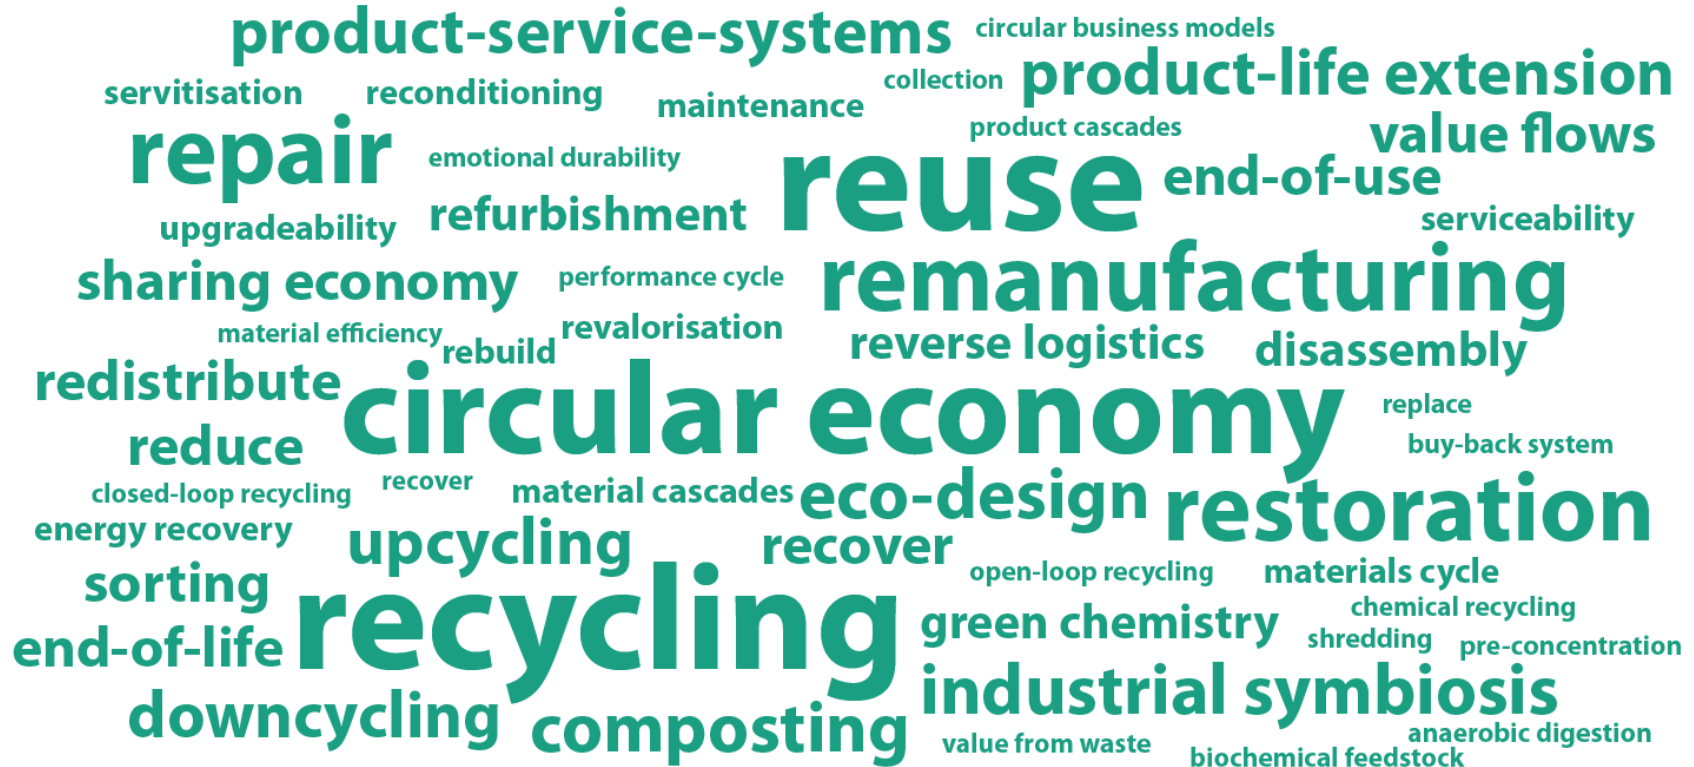 product-service-systems
circular business models
product-life extension
collection
servitisation
reconditioning
maintenance
product cascades
value flows
repair
emotional durability
reuse
end-of-use
upgradeability
refurbishment
serviceability
sharing economy
performance cycle
remanufacturing
material efficiency
rebuild
revalorisation
reverse logistics
disassembly
redistribute
circular economy
replace
reduce
buy-back system
closed-loop recycling
recover
material cascades
eco-design
restoration
energy recovery
upcycling
recover
open-loop recycling
materials cycle
sorting
recycling
green chemistry
chemical recycling
shredding
pre-concentration
end-of-life
industrial symbiosis
downcycling
composting
value from waste
anaerobic digestion
biochemical feedstock